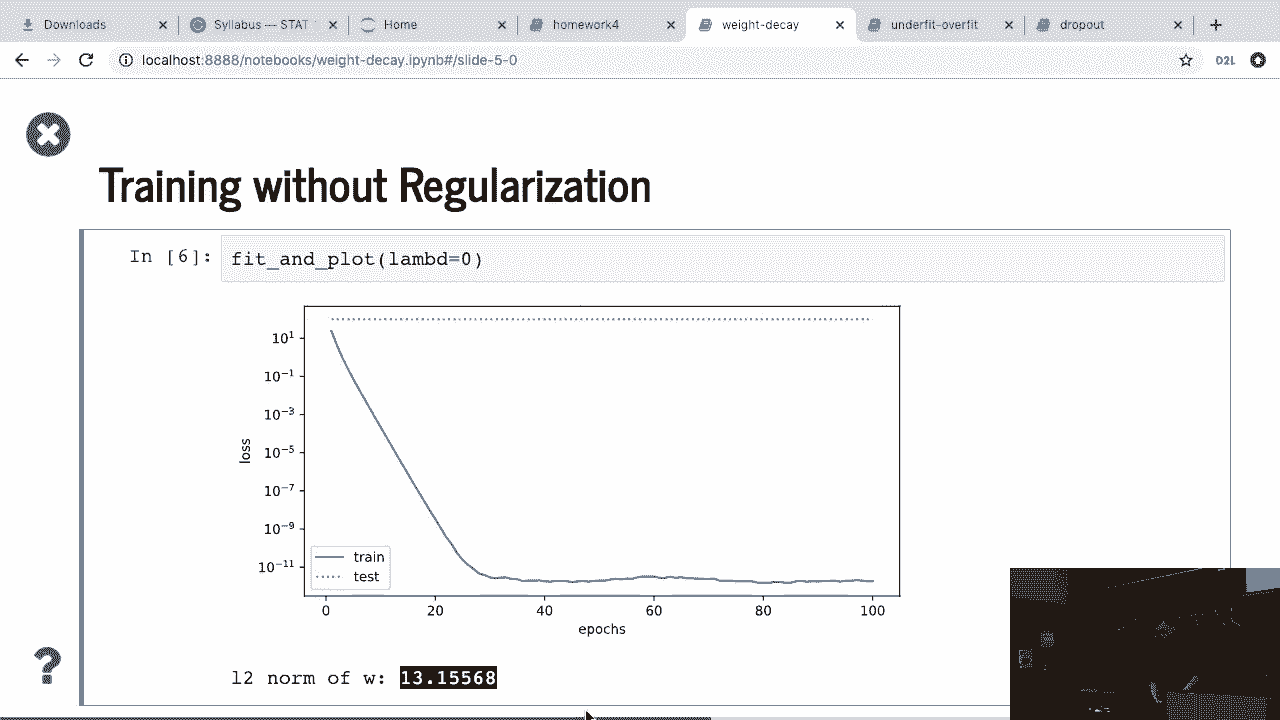 Downloads Syllabus — STAT Home homework4 weight-decay underfit-overfit dropout
localhost:8888/notebooks/weight-decay.ipynb#/slide-5-0 D2L
Training without Regularization
In [6]: fit_and_plot(lambd=0)
10¹
10⁻¹
10⁻³
10⁻⁵
loss
10⁻⁷
10⁻⁹
10⁻¹¹
train
test
0 20 40 60 80 100
epochs
?
l2 norm of w: 13.15568